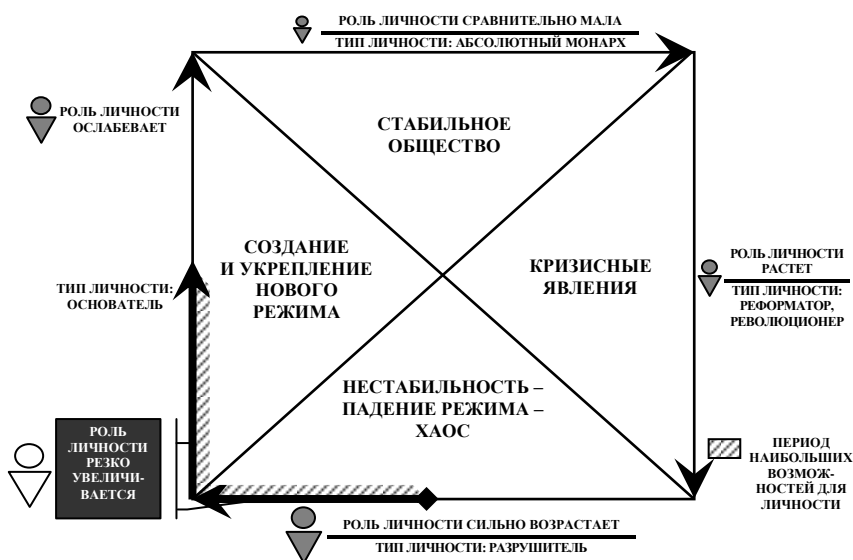 РОЛЬ ЛИЧНОСТИ СРАВНИТЕЛЬНО МАЛА
ТИП ЛИЧНОСТИ: АБСОЛЮТНЫЙ МОНАРХ
РОЛЬ ЛИЧНОСТИ
ОСЛАБЕВАЕТ
СТАБИЛЬНОЕ
ОБЩЕСТВО
СОЗДАНИЕ
И УКРЕПЛЕНИЕ
НОВОГО
РЕЖИМА
КРИЗИСНЫЕ
ЯВЛЕНИЯ
РОЛЬ ЛИЧНОСТИ
РАСТЕТ
ТИП ЛИЧНОСТИ:
РЕФОРМАТОР,
РЕВОЛЮЦИОНЕР
ТИП ЛИЧНОСТИ:
ОСНОВАТЕЛЬ
НЕСТАБИЛЬНОСТЬ –
ПАДЕНИЕ РЕЖИМА –
ХАОС
РОЛЬ
ЛИЧНОСТИ
РЕЗКО
УВЕЛИЧИ-
ВАЕТСЯ
ПЕРИОД
НАИБОЛЬШИХ
ВОЗМОЖ-
НОСТЕЙ ДЛЯ
ЛИЧНОСТИ
РОЛЬ ЛИЧНОСТИ СИЛЬНО ВОЗРАСТАЕТ
ТИП ЛИЧНОСТИ: РАЗРУШИТЕЛЬ